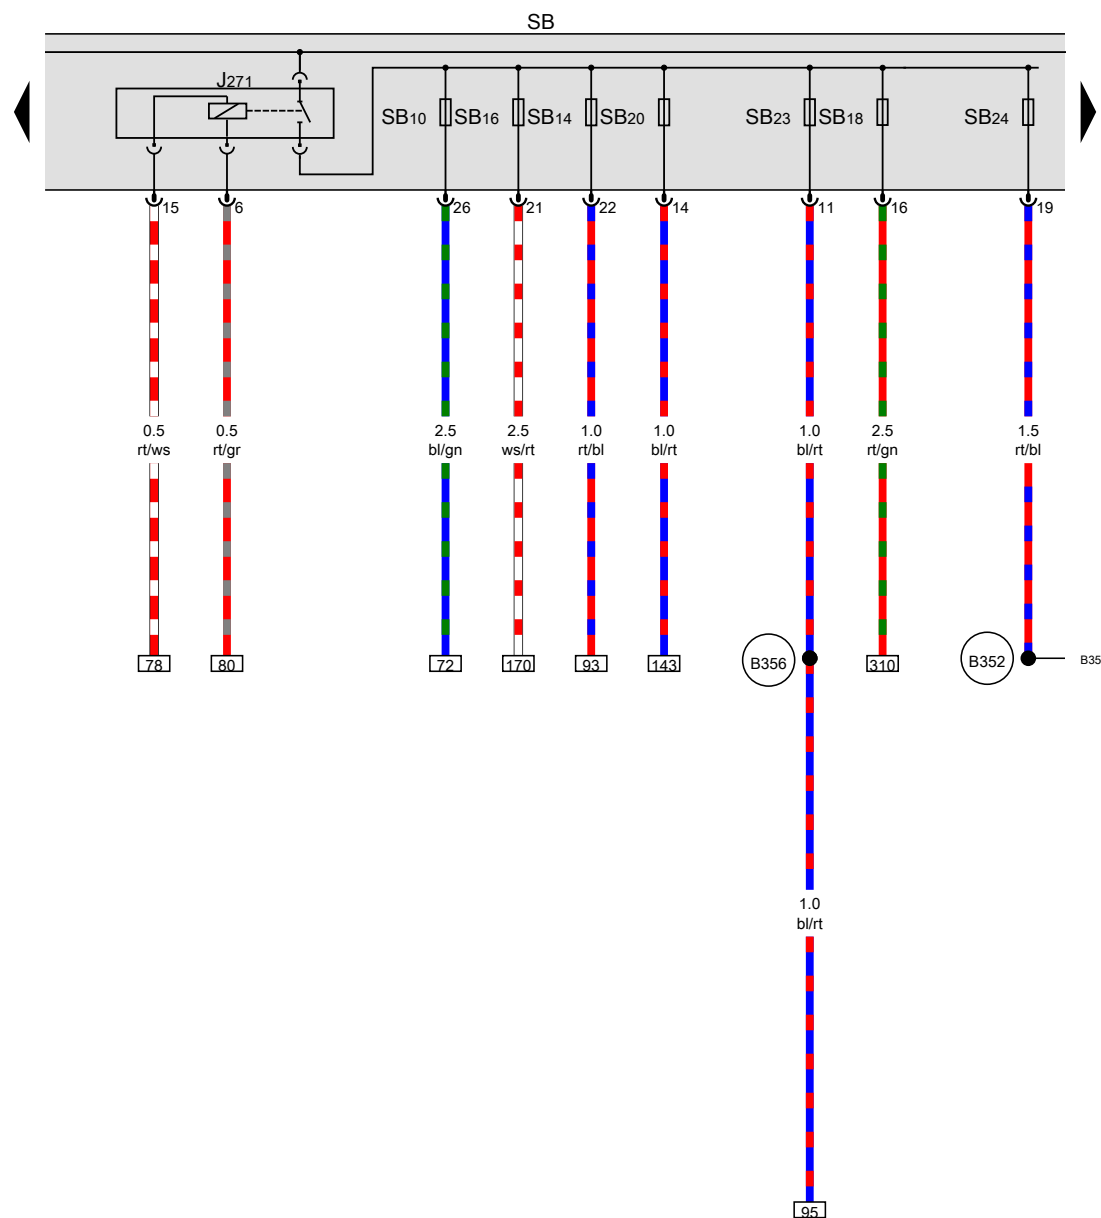 SB
J271
SB10 SB16 SB14 SB20 SB23 SB18 SB24
15 6 26 21 22 14 11 16 19
0.5 0.5 2.5 2.5 1.0 1.0 1.0 2.5 1.5
rt/ws rt/gr bl/gn ws/rt rt/bl bl/rt bl/rt rt/gn rt/bl
78 80 72 170 93 143 B356 310 B352 B35
1.0
bl/rt
95